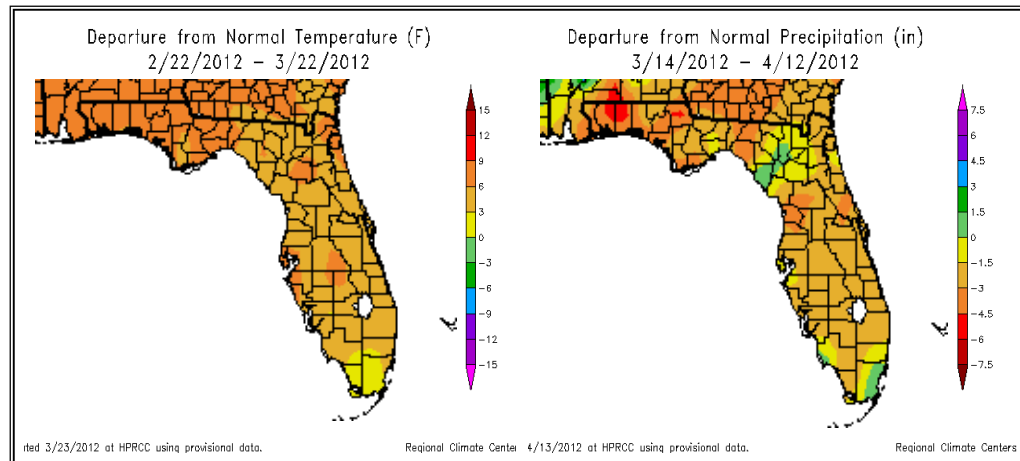 Departure from Normal Temperature (F)
2/22/2012 – 3/22/2012
15
12
9
6
3
0
−3
−6
−9
−12
−15
rted 3/23/2012 at HPRCC using provisional data.
Regional Climate Center
Departure from Normal Precipitation (in)
3/14/2012 – 4/12/2012
7.5
6
4.5
3
1.5
0
−1.5
−3
−4.5
−6
−7.5
4/13/2012 at HPRCC using provisional data.
Regional Climate Centers